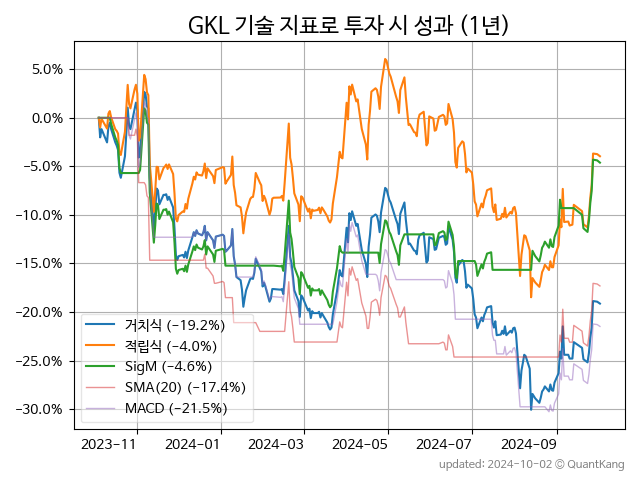 GKL 기술 지표로 투자 시 성과 (1년)
5.0%
0.0%
−5.0%
−10.0%
−15.0%
−20.0%
−25.0%
−30.0%
거치식 (−19.2%)
적립식 (−4.0%)
SigM (−4.6%)
SMA(20) (−17.4%)
MACD (−21.5%)
2023−11 2024−01 2024−03 2024−05 2024−07 2024−09
updated: 2024-10-02 © QuantKang